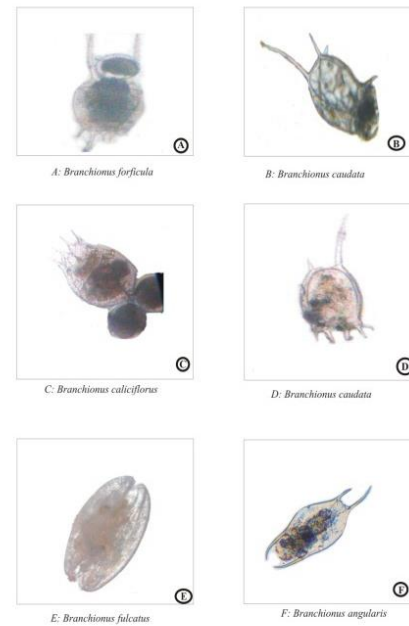 A
B
A: Branchionus forficula
B: Branchionus caudata
C
D
C: Branchionus caliciflorus
D: Branchionus caudata
E
F
E: Branchionus fulcatus
F: Branchionus angularis